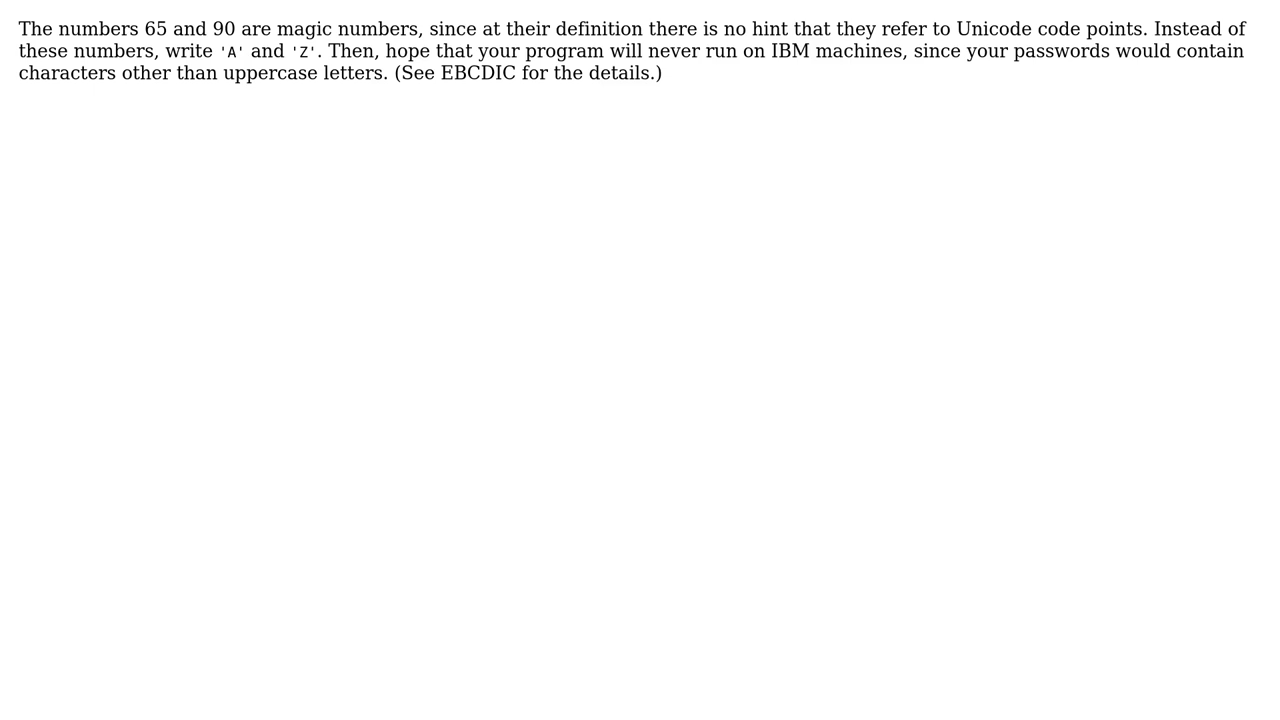 The numbers 65 and 90 are magic numbers, since at their definition there is no hint that they refer to Unicode code points. Instead of
these numbers, write 'A' and 'Z'. Then, hope that your program will never run on IBM machines, since your passwords would contain
characters other than uppercase letters. (See EBCDIC for the details.)